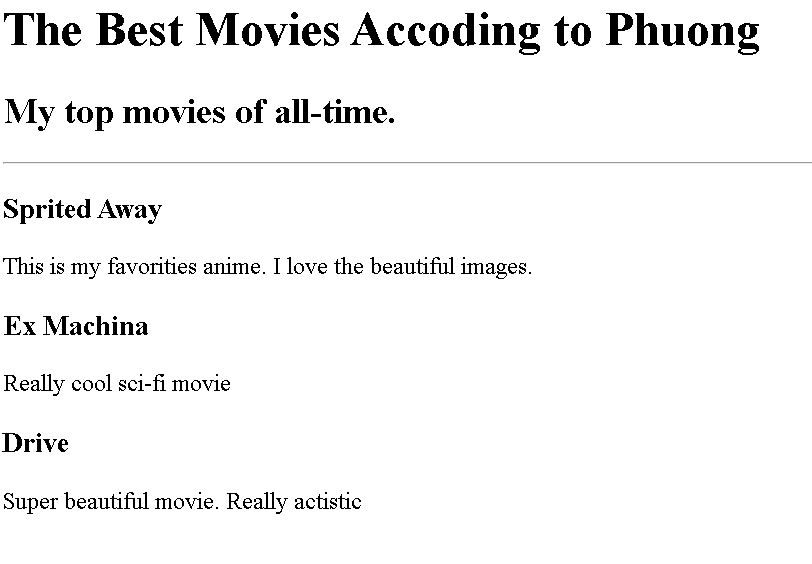 The Best Movies Accoding to Phuong
My top movies of all-time.
Sprited Away
This is my favorities anime. I love the beautiful images.
Ex Machina
Really cool sci-fi movie
Drive
Super beautiful movie. Really actistic